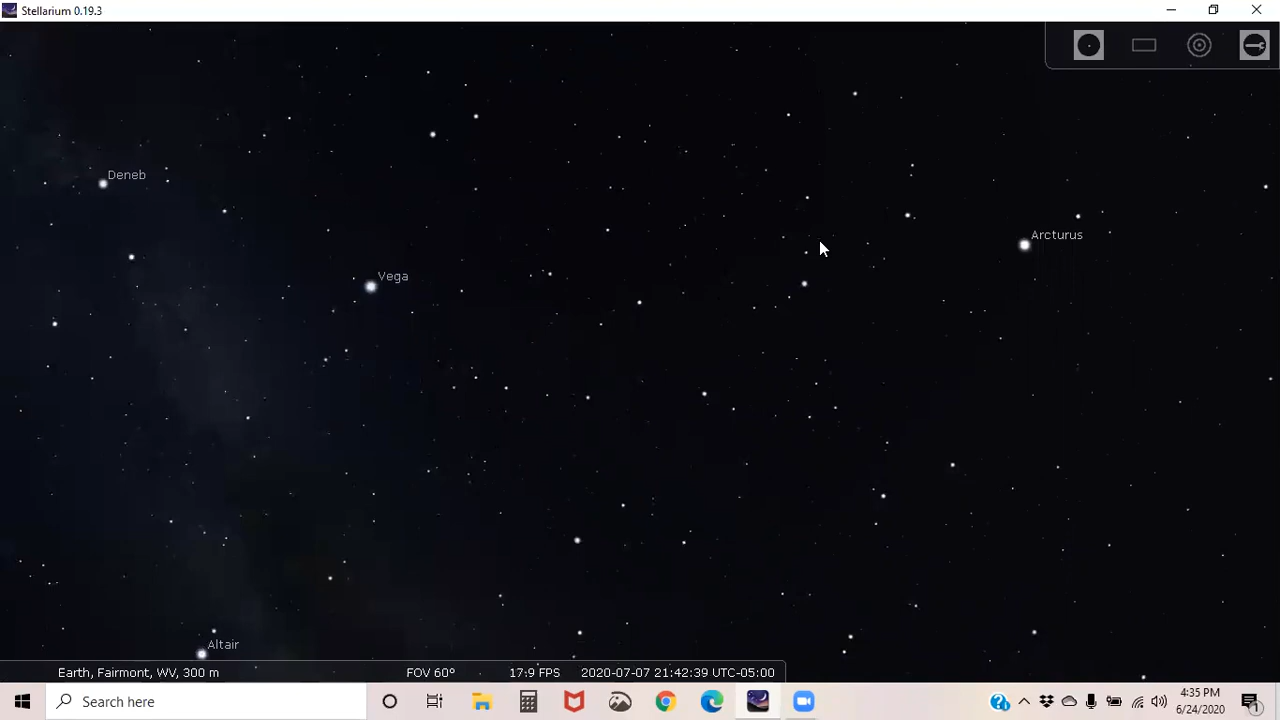 Stellarium 0.19.3
Deneb
Arcturus
Vega
Altair
Earth, Fairmont, WV, 300 m FOV 60° 17.9 FPS 2020-07-07 21:42:39 UTC-05:00
Search here
4:35 PM
6/24/2020
1